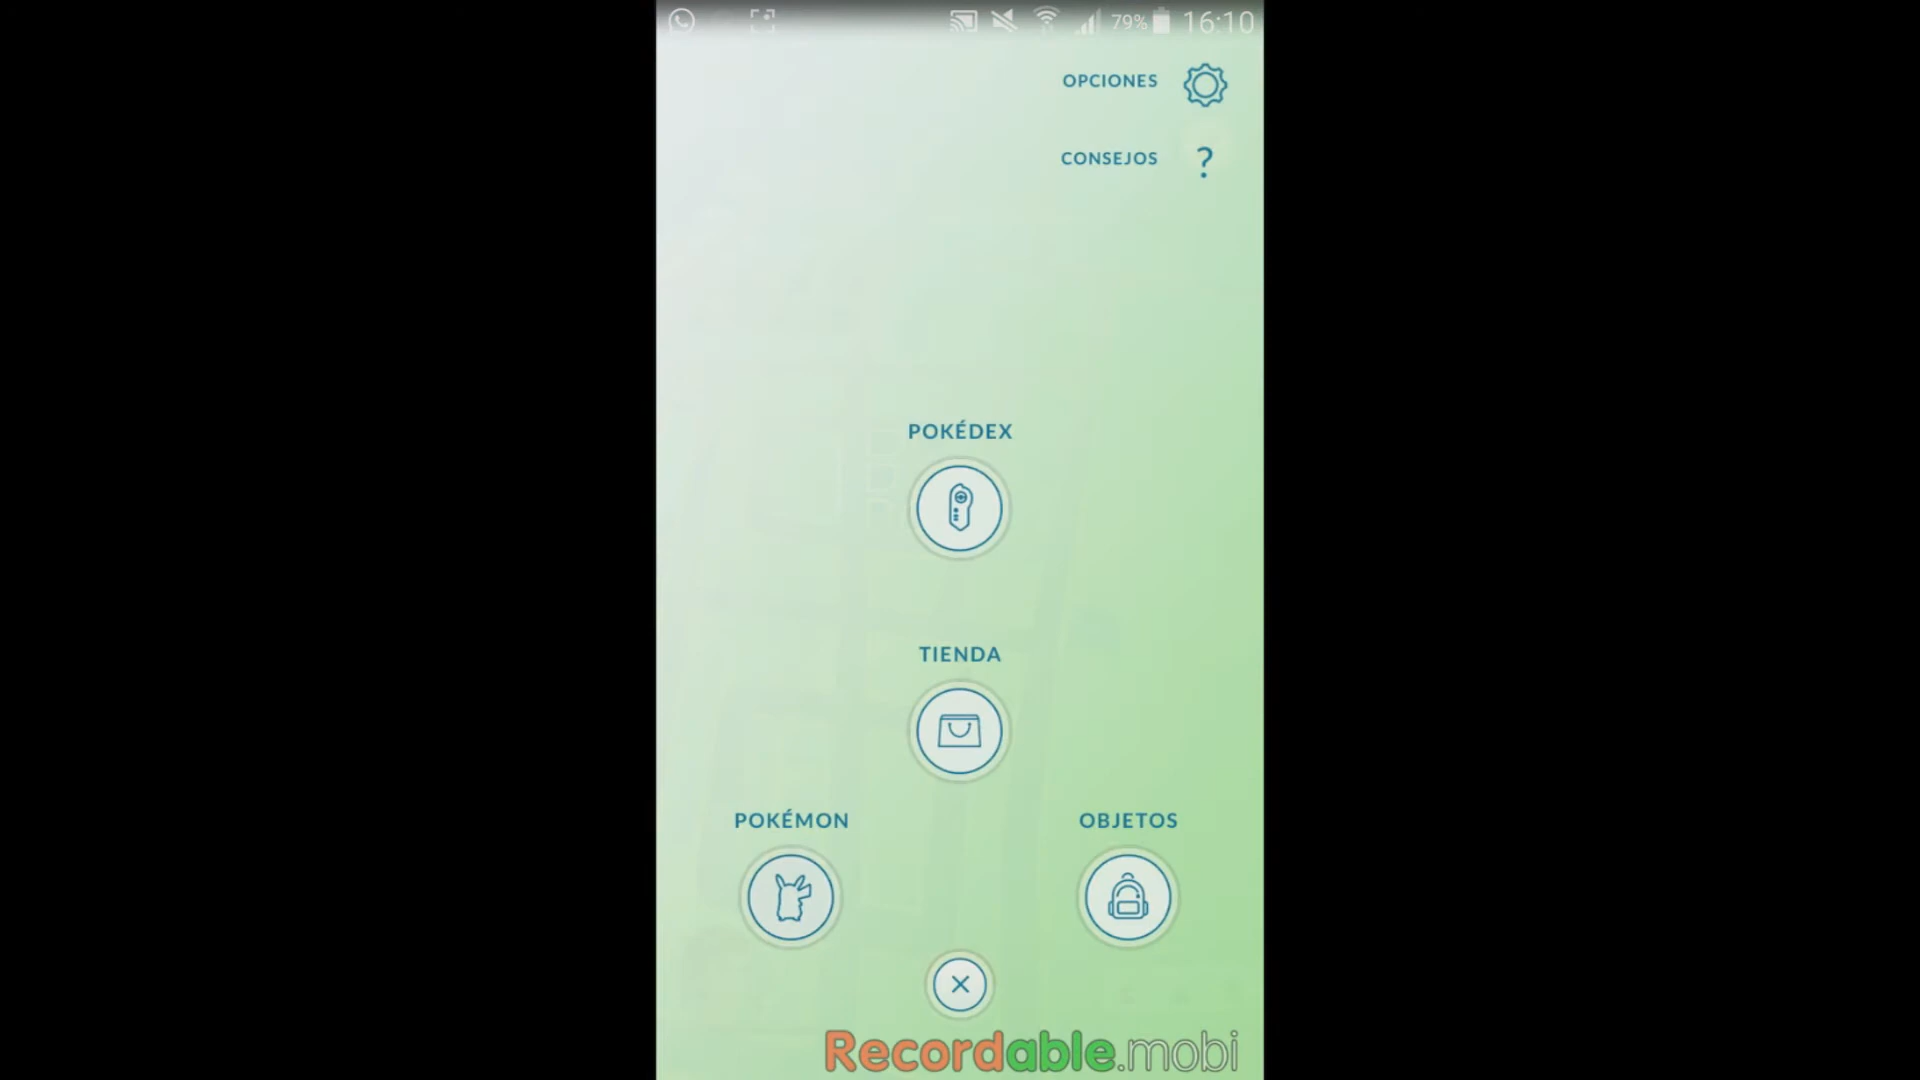 79% 16:10
OPCIONES
CONSEJOS ?
POKÉDEX
TIENDA
POKÉMON
OBJETOS
Recordable.mobi